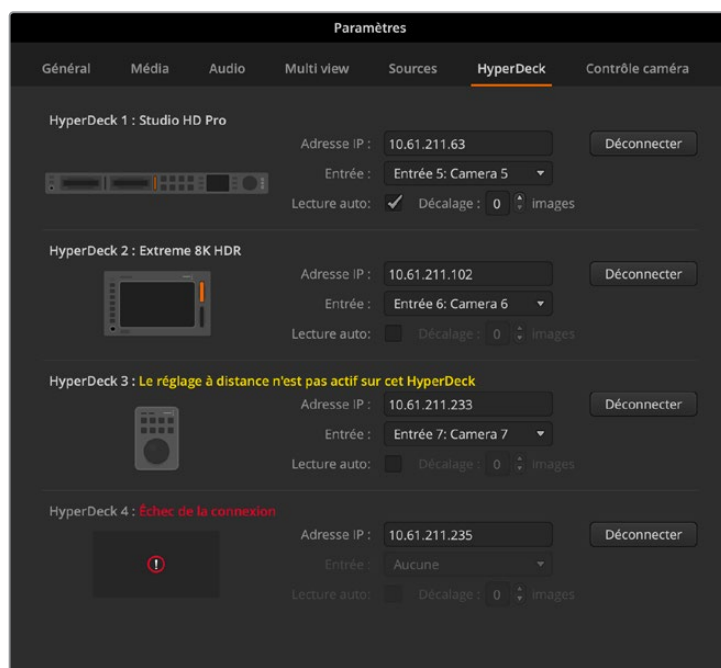 Paramètres
Général Média Audio Multi view Sources HyperDeck Contrôle caméra
HyperDeck 1 : Studio HD Pro
Adresse IP : 10.61.211.63 Déconnecter
Entrée : Entrée 5: Camera 5
Lecture auto: Décalage : 0 images
HyperDeck 2 : Extreme 8K HDR
Adresse IP : 10.61.211.102 Déconnecter
Entrée : Entrée 6: Camera 6
Lecture auto: Décalage : 0 images
HyperDeck 3 : Le réglage à distance n'est pas actif sur cet HyperDeck
Adresse IP : 10.61.211.233 Déconnecter
Entrée : Entrée 7: Camera 7
Lecture auto: Décalage : 0 images
HyperDeck 4 : Échec de la connexion
Adresse IP : 10.61.211.235 Déconnecter
Entrée : Aucune
Lecture auto: Décalage : 0 images